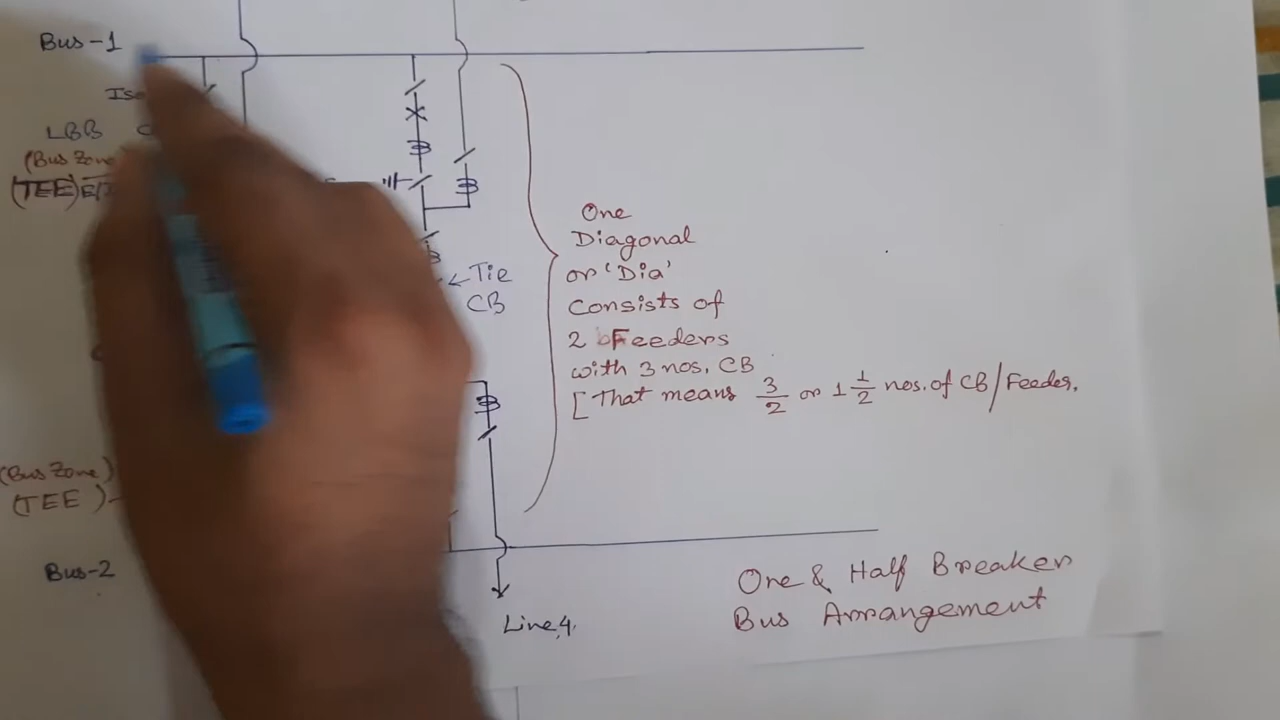 Bus-1
LBB
(Bus Zone)
(TEE)
Tie
CB
One
Diagonal
or 'Dia'
Consists of
2 Feeders
with 3 nos. CB
[That means 3/2 or 1 1/2 nos. of CB/Feeder.
(Bus Zone)
(TEE)
Bus-2
Line,4.
One & Half Breaker
Bus Arrangement